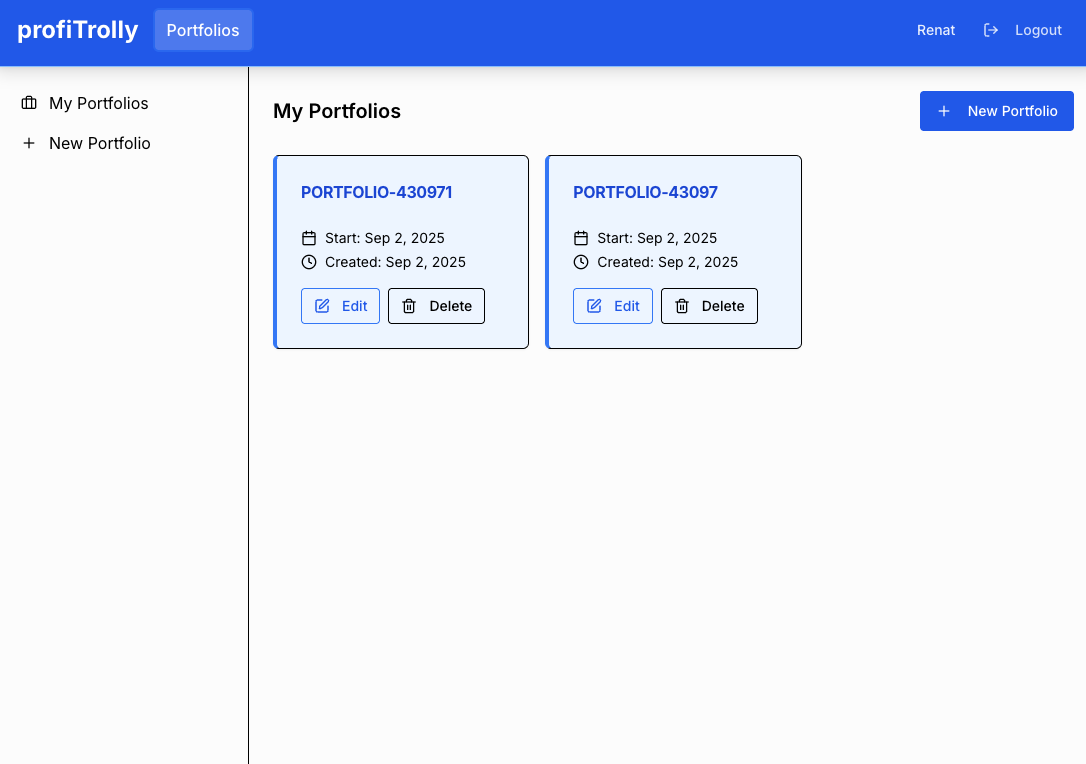 profiTrolly
Portfolios
Renat
Logout
My Portfolios
New Portfolio
My Portfolios
New Portfolio
PORTFOLIO-430971
Start: Sep 2, 2025
Created: Sep 2, 2025
Edit
Delete
PORTFOLIO-43097
Start: Sep 2, 2025
Created: Sep 2, 2025
Edit
Delete